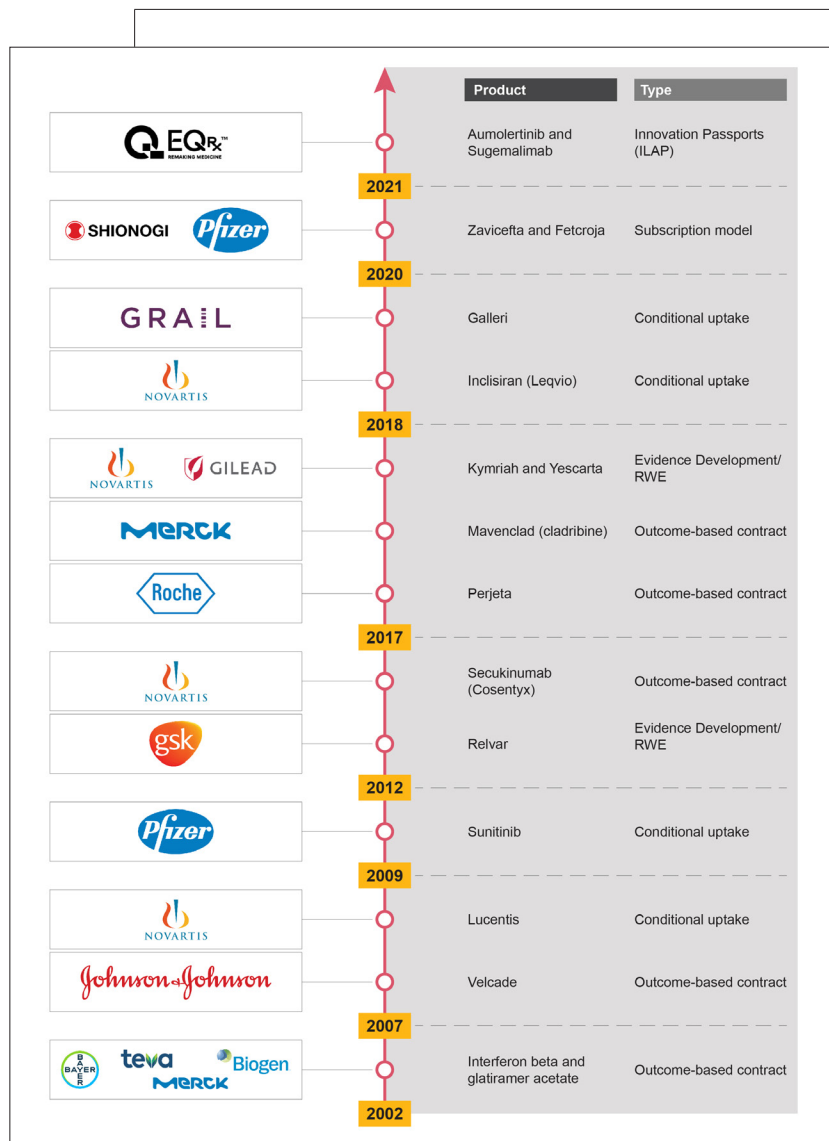 Product Type
EQRx™
REMAKING MEDICINE
Aumolertinib and
Sugemalimab
Innovation Passports
(ILAP)
2021
SHIONOGI Pfizer
Zavicefta and Fetcroja Subscription model
2020
GRAIL
Galleri Conditional uptake
NOVARTIS
Inclisiran (Leqvio) Conditional uptake
2018
NOVARTIS GILEAD
Kymriah and Yescarta
Evidence Development/
RWE
MERCK
Mavenclad (cladribine) Outcome-based contract
Roche
Perjeta Outcome-based contract
2017
NOVARTIS
Secukinumab
(Cosentyx)
Outcome-based contract
gsk
Relvar
Evidence Development/
RWE
2012
Pfizer
Sunitinib Conditional uptake
2009
NOVARTIS
Lucentis Conditional uptake
Johnson & Johnson
Velcade Outcome-based contract
2007
BAYER
BAYER
teva
Biogen
MERCK
Interferon beta and
glatiramer acetate
Outcome-based contract
2002